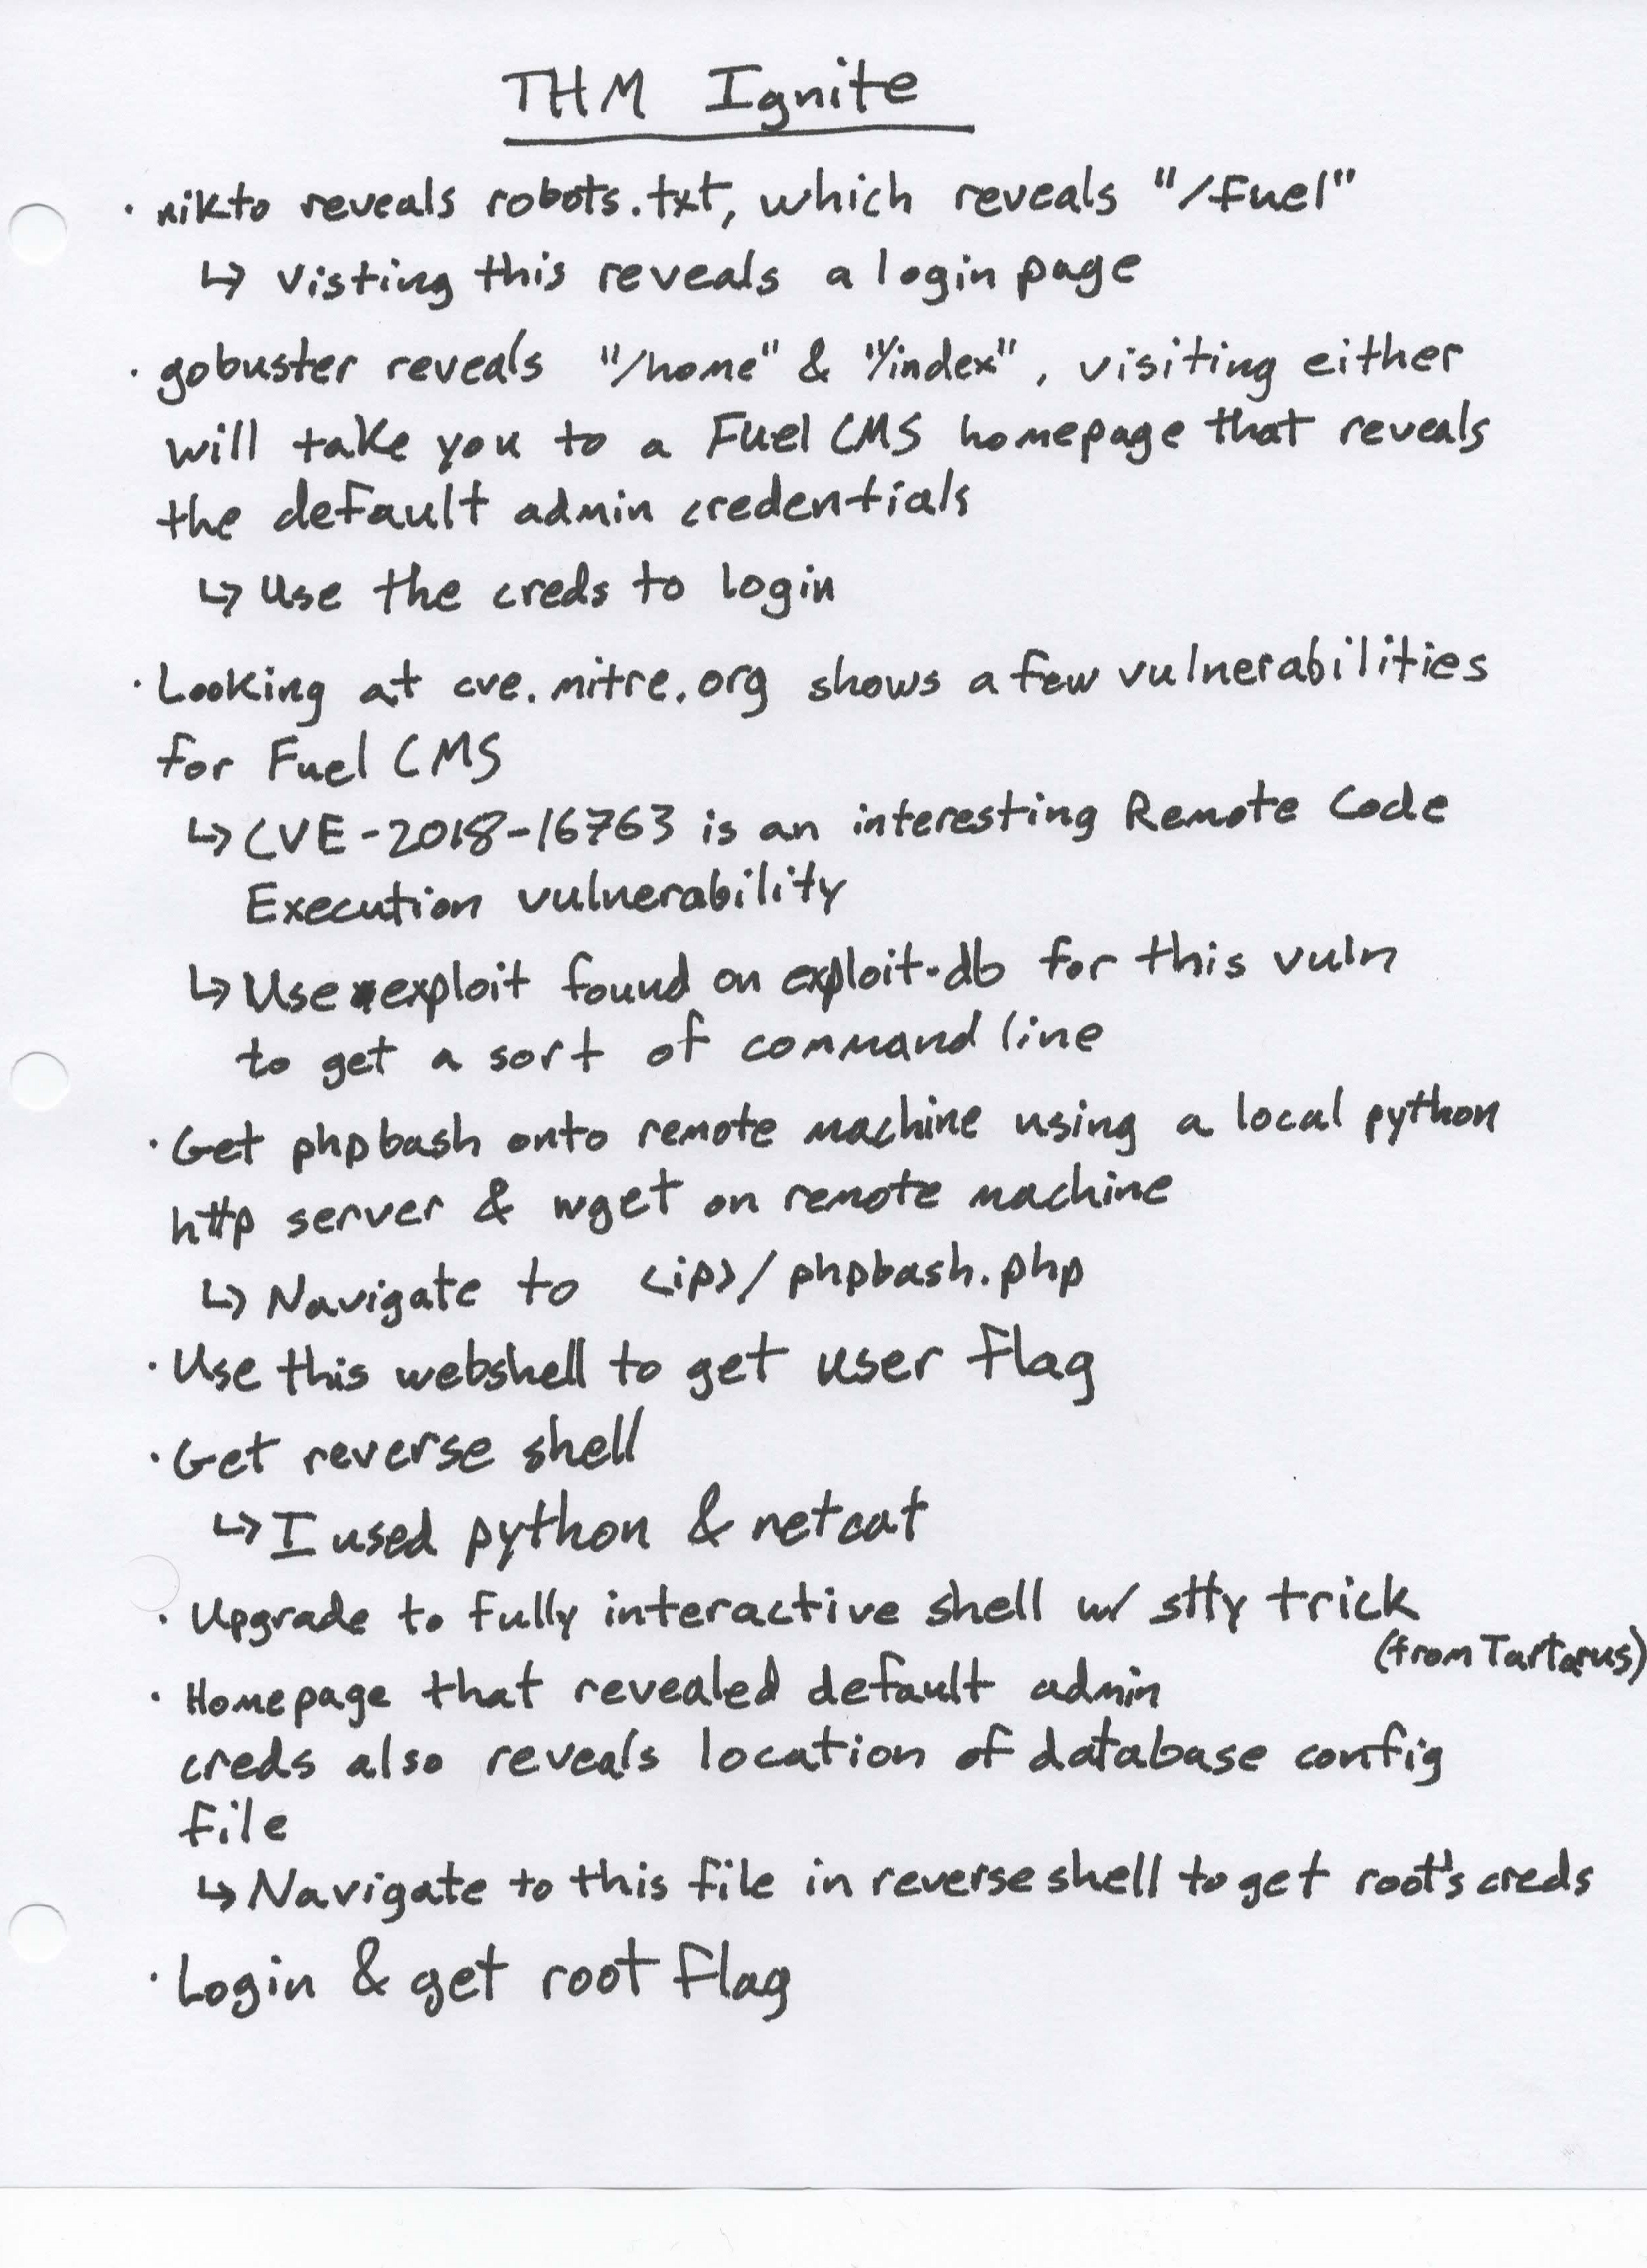 THM Ignite
· nikto reveals robots.txt, which reveals "/fuel"
↳ Visting this reveals a login page
· gobuster reveals "/home" & "/index", visiting either
will take you to a Fuel CMS homepage that reveals
the default admin credentials
↳ Use the creds to login
· Looking at cve.mitre.org shows a few vulnerabilities
for Fuel CMS
↳ CVE-2018-16763 is an interesting Remote Code
Execution vulnerability
↳ Use exploit found on exploit-db for this vuln
to get a sort of command line
· Get phpbash onto remote machine using a local python
http server & wget on remote machine
↳ Navigate to <ip>/phpbash.php
· Use this webshell to get user flag
· Get reverse shell
↳ I used python & netcat
· Upgrade to fully interactive shell w/ stty trick
(from Tartarus)
· Homepage that revealed default admin
creds also reveals location of database config
file
↳ Navigate to this file in reverse shell to get root's creds
· Login & get root flag